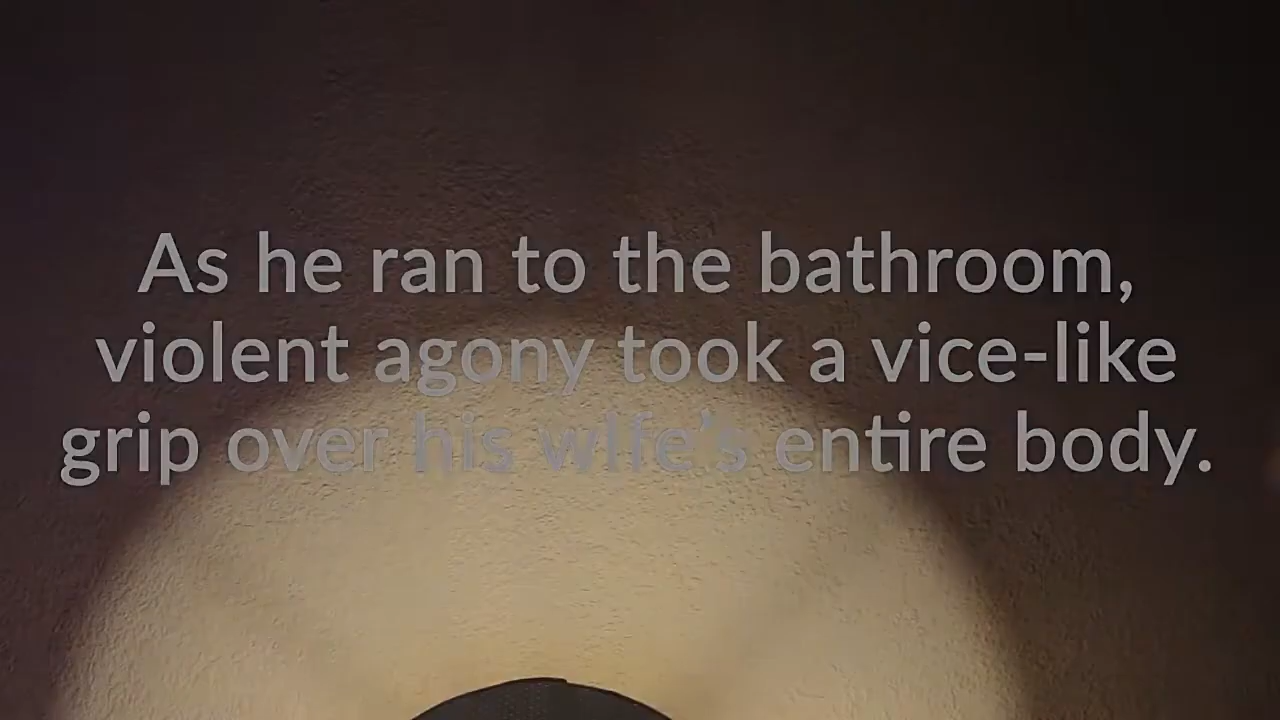 As he ran to the bathroom,
violent agony took a vice-like
grip over his wife's entire body.